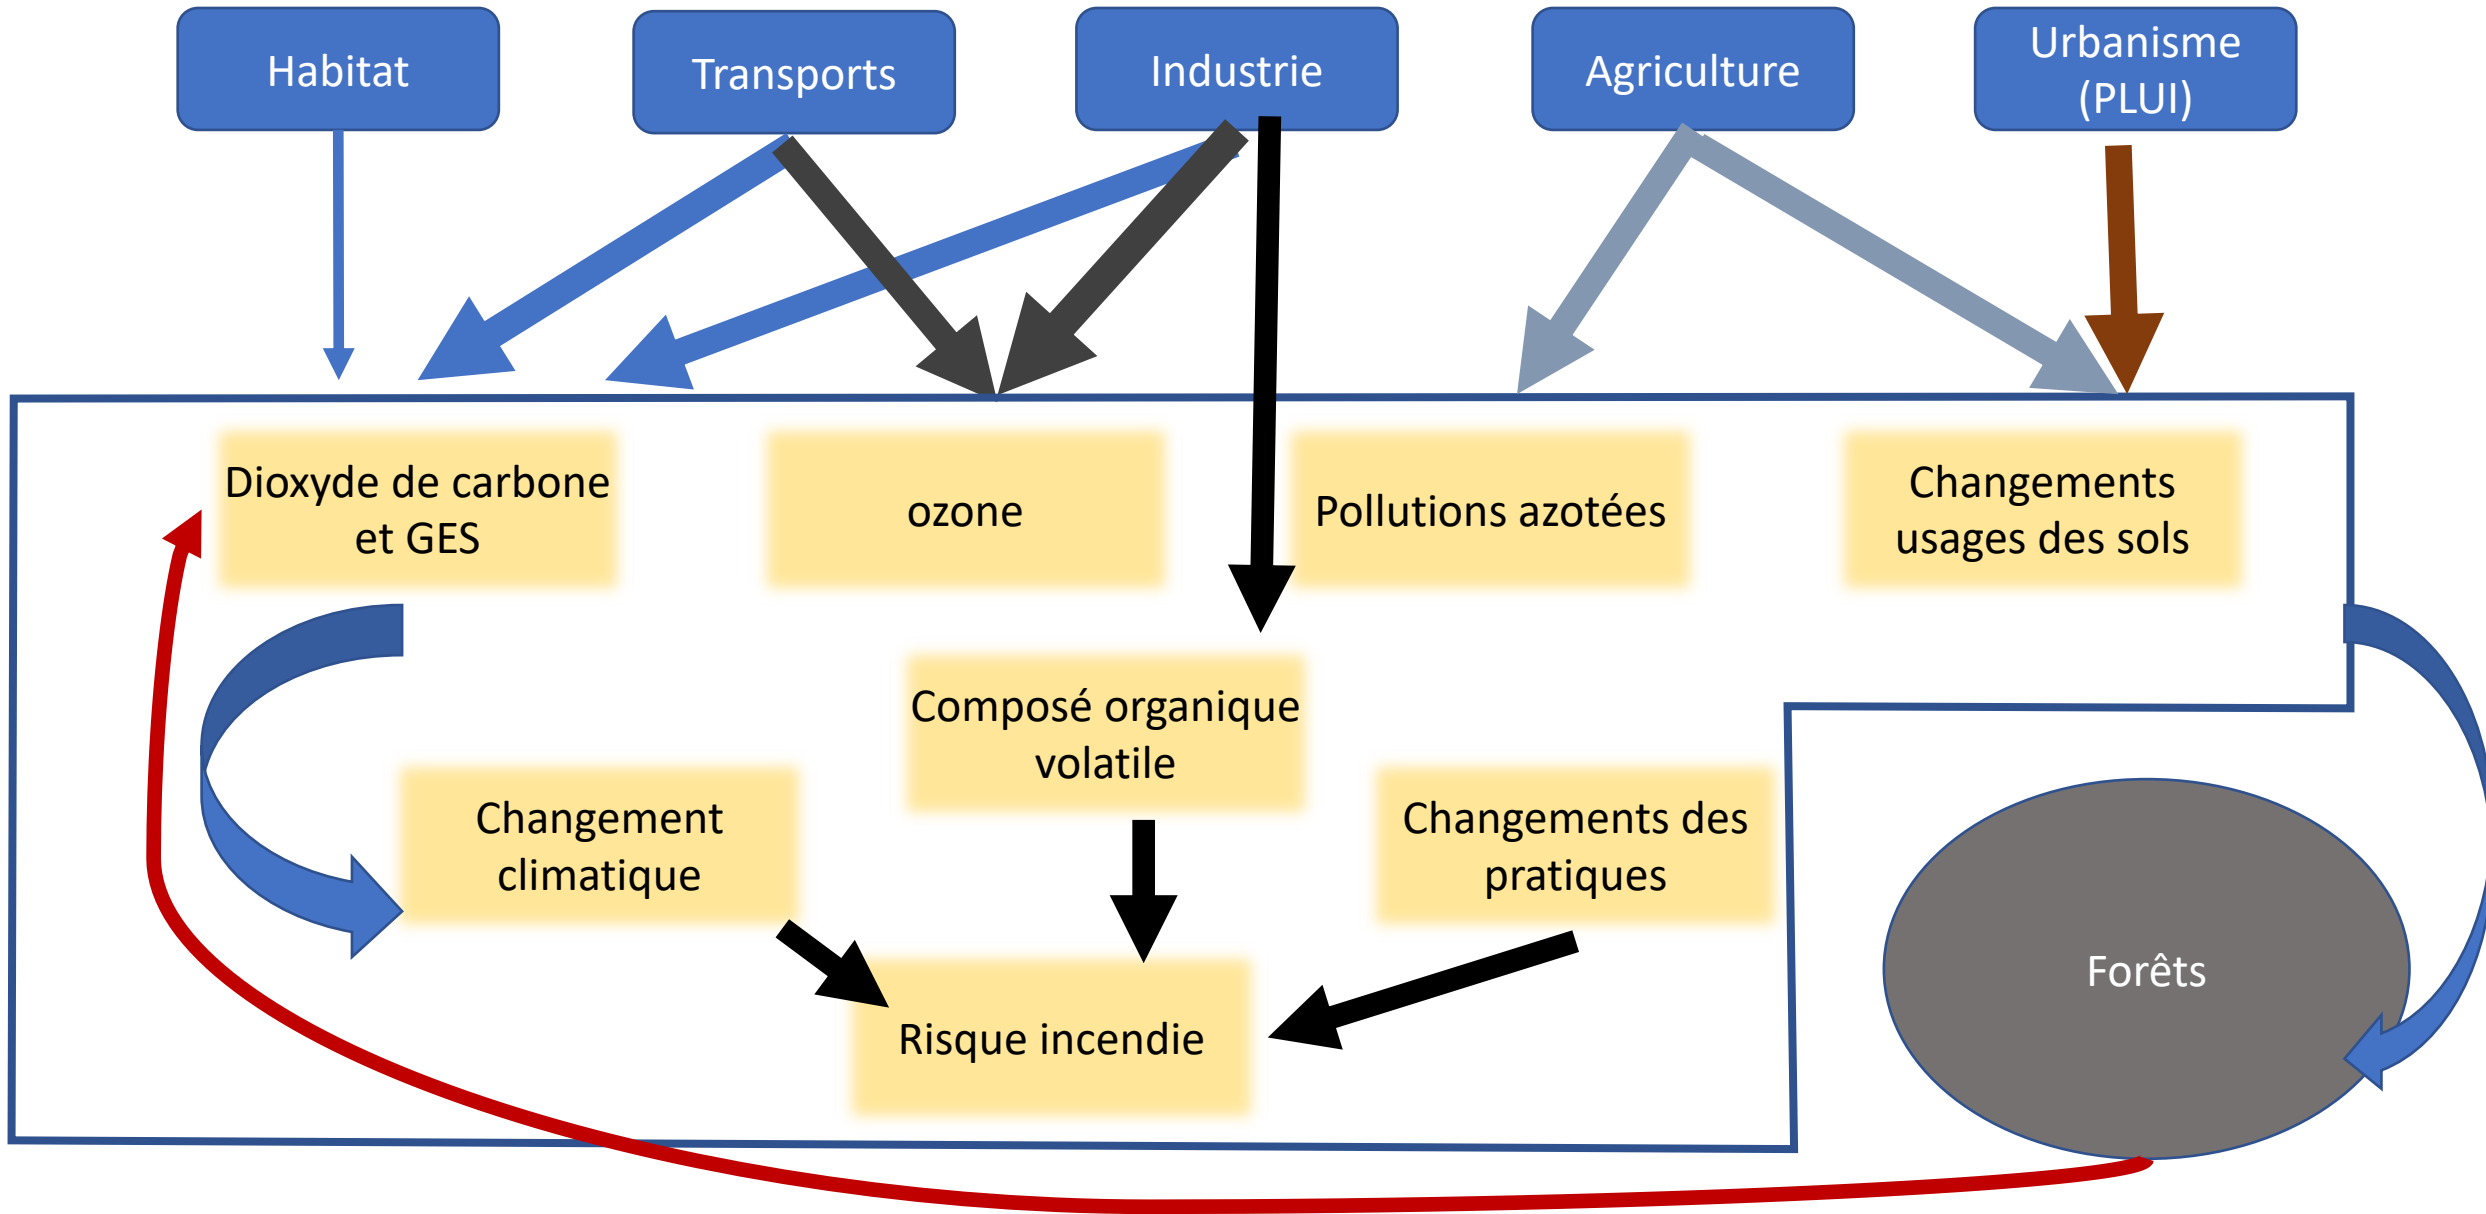 Habitat
Transports
Industrie
Agriculture
Urbanisme
(PLUI)
Dioxyde de carbone
et GES
ozone
Pollutions azotées
Changements
usages des sols
Composé organique
volatile
Changement
climatique
Changements des
pratiques
Risque incendie
Forêts